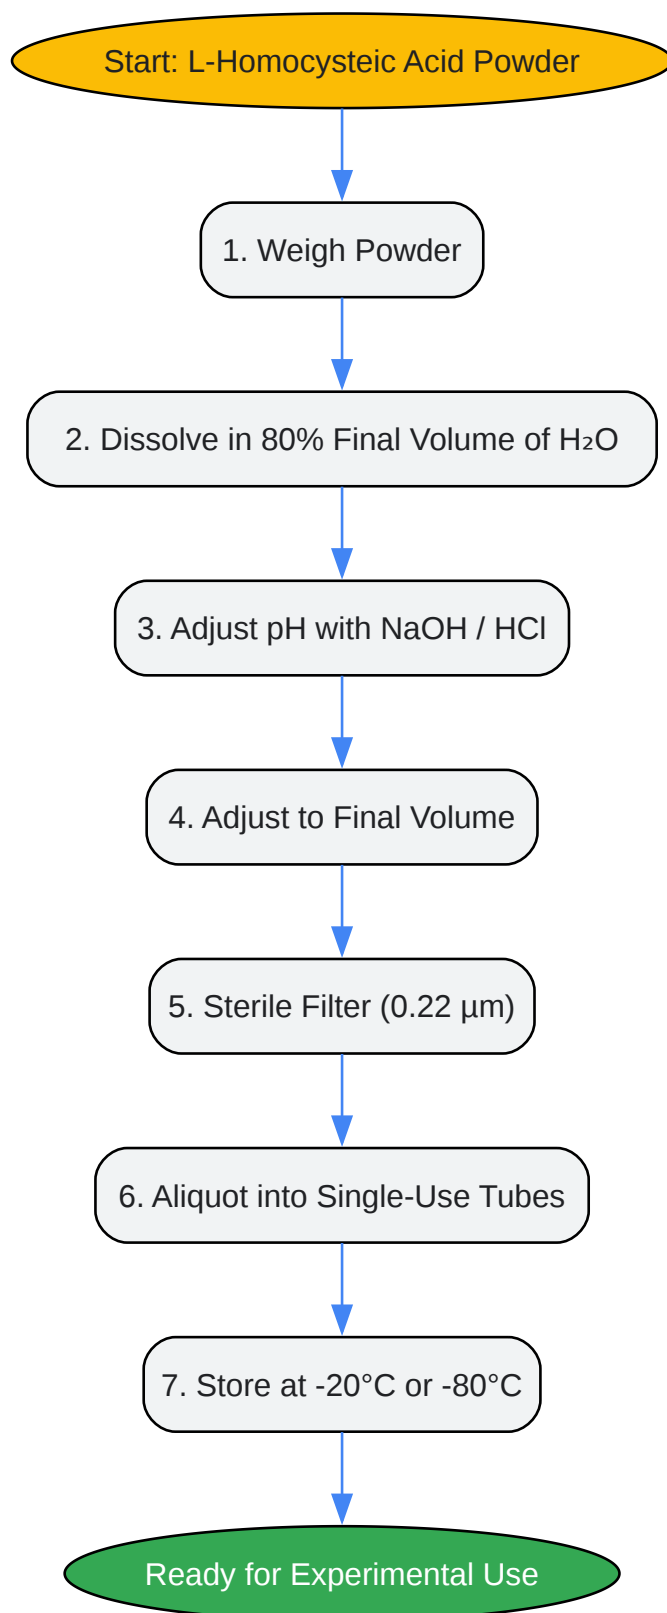 Start: L-Homocysteic Acid Powder
1. Weigh Powder
2. Dissolve in 80% Final Volume of H₂O
3. Adjust pH with NaOH / HCl
4. Adjust to Final Volume
5. Sterile Filter (0.22 µm)
6. Aliquot into Single-Use Tubes
7. Store at -20°C or -80°C
Ready for Experimental Use